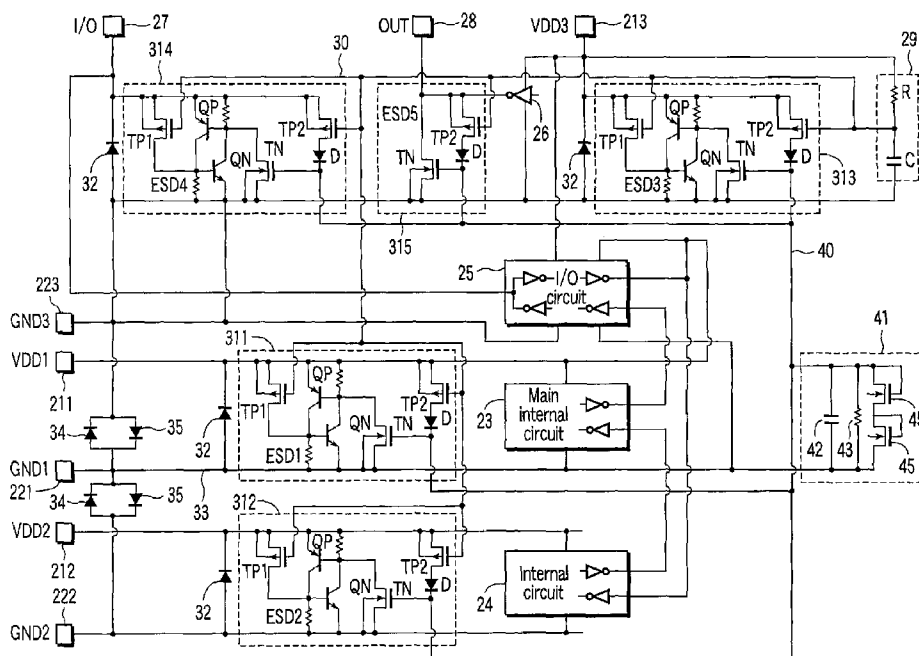 I/O 27 OUT 28 VDD3 213
314 30 29
QP ESD5 26 QP R
TP1 TP2 TP2 TP1 TP2
QN TN D TN D QN TN D C
32 ESD4 32 ESD3 313
315 40
25 I/O circuit
223
GND3 41
VDD1 311
211 QP Main internal circuit
TP1 TP2 23
34 35 32 QN TN D 42 43 45
GND1 ESD1 45
221 33
34 35 312
VDD2 QP
212 TP1 TP2 Internal circuit
32 QN TN D 24
222 ESD2
GND2